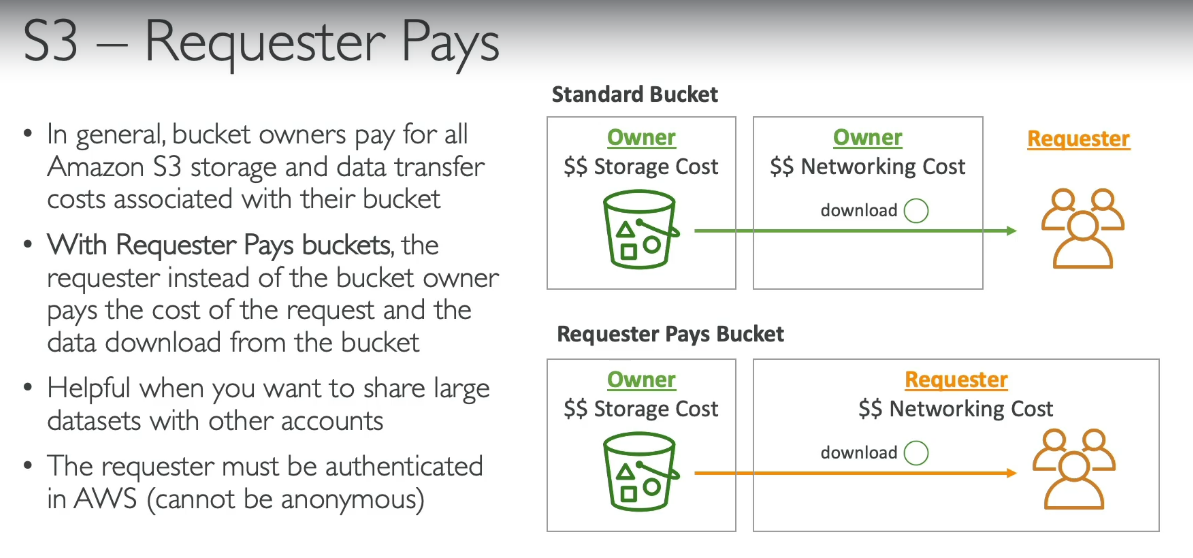 S3 – Requester Pays
• In general, bucket owners pay for all
Amazon S3 storage and data transfer
costs associated with their bucket
• With Requester Pays buckets, the
requester instead of the bucket owner
pays the cost of the request and the
data download from the bucket
• Helpful when you want to share large
datasets with other accounts
• The requester must be authenticated
in AWS (cannot be anonymous)
Standard Bucket
Owner
$$ Storage Cost
Owner
$$ Networking Cost
download
Requester
Requester Pays Bucket
Owner
$$ Storage Cost
Requester
$$ Networking Cost
download